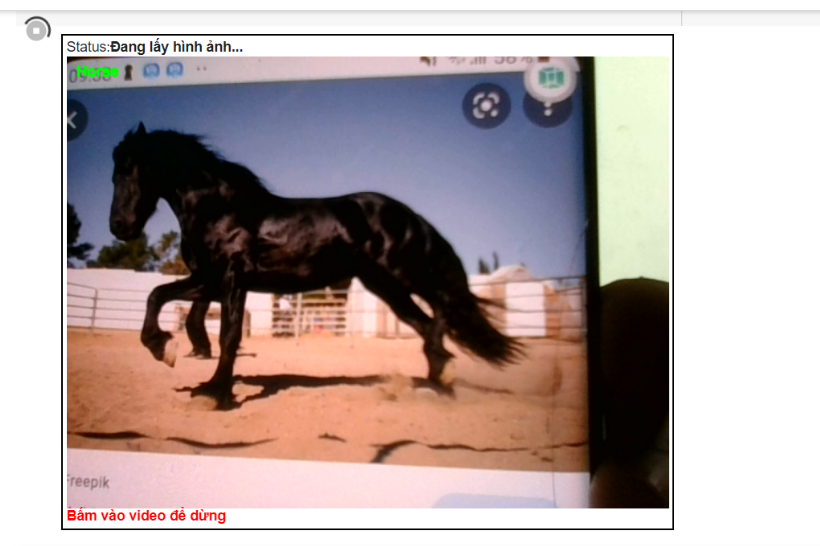 Status:Đang lấy hình ảnh...
Horse
Freepik
Bấm vào video để dừng